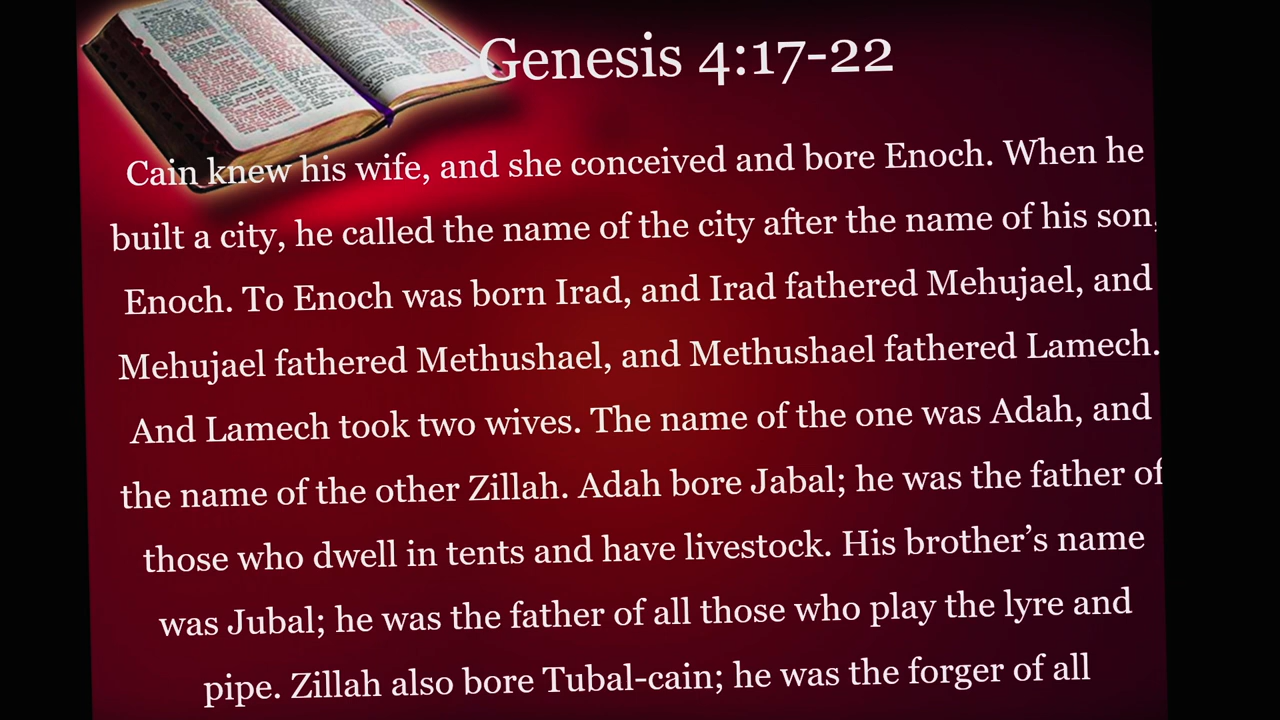 Genesis 4:17-22
Cain knew his wife, and she conceived and bore Enoch. When he
built a city, he called the name of the city after the name of his son,
Enoch. To Enoch was born Irad, and Irad fathered Mehujael, and
Mehujael fathered Methushael, and Methushael fathered Lamech.
And Lamech took two wives. The name of the one was Adah, and
the name of the other Zillah. Adah bore Jabal; he was the father of
those who dwell in tents and have livestock. His brother’s name
was Jubal; he was the father of all those who play the lyre and
pipe. Zillah also bore Tubal-cain; he was the forger of all